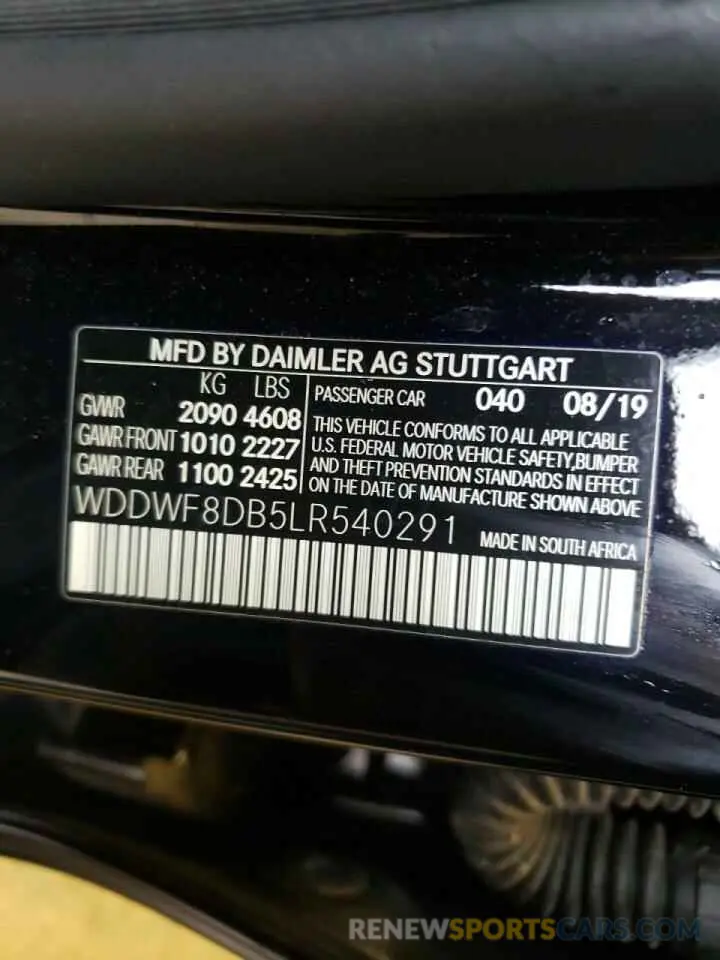 MFD BY DAIMLER AG STUTTGART
KG LBS
GVWR 2090 4608
GAWR FRONT 1010 2227
GAWR REAR 1100 2425
PASSENGER CAR 040 08/19
THIS VEHICLE CONFORMS TO ALL APPLICABLE
U.S. FEDERAL MOTOR VEHICLE SAFETY,BUMPER
AND THEFT PREVENTION STANDARDS IN EFFECT
ON THE DATE OF MANUFACTURE SHOWN ABOVE
WDDWF8DB5LR540291
MADE IN SOUTH AFRICA
RENEWSPORTSCARS.COM